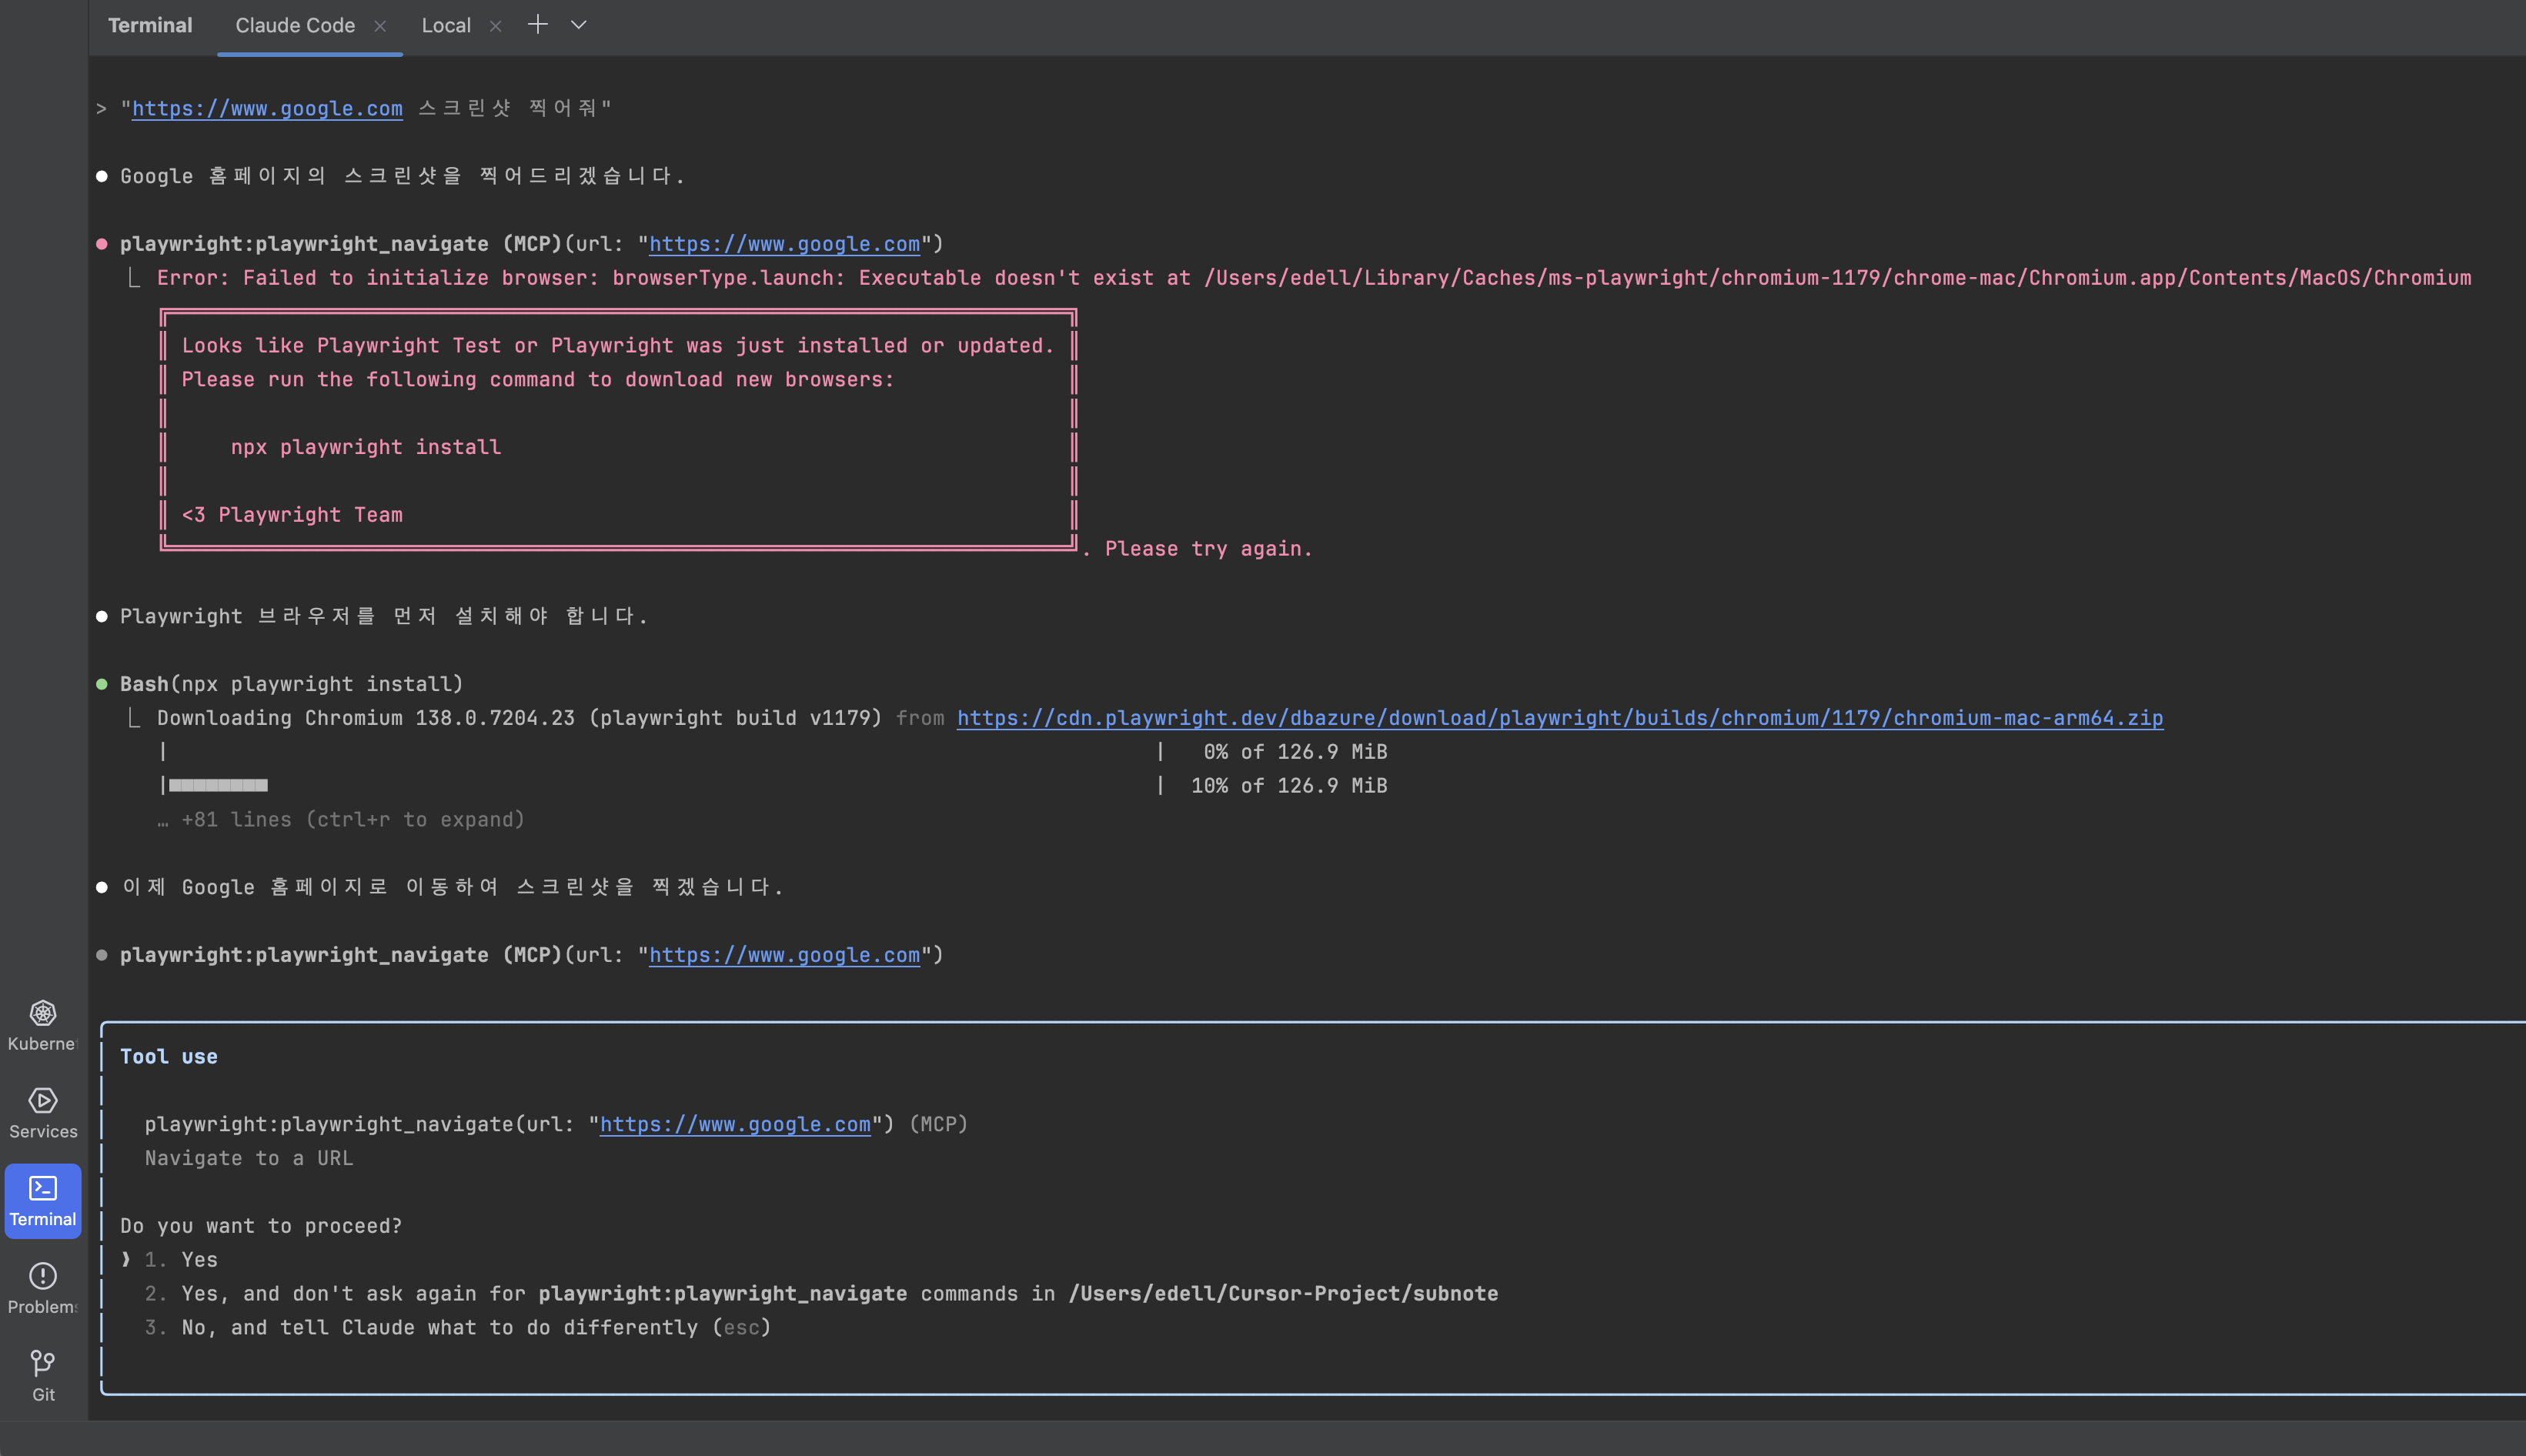 Terminal Claude Code × Local × + 
> "https://www.google.com 스크린샷 찍어줘"
● Google 홈페이지의 스크린샷을 찍어드리겠습니다.
● playwright:playwright_navigate (MCP)(url: "https://www.google.com")
⎿ Error: Failed to initialize browser: browserType.launch: Executable doesn't exist at /Users/edell/Library/Caches/ms-playwright/chromium-1179/chrome-mac/Chromium.app/Contents/MacOS/Chromium
Looks like Playwright Test or Playwright was just installed or updated.
Please run the following command to download new browsers:
npx playwright install
<3 Playwright Team
. Please try again.
● Playwright 브라우저를 먼저 설치해야 합니다.
● Bash(npx playwright install)
⎿ Downloading Chromium 138.0.7204.23 (playwright build v1179) from https://cdn.playwright.dev/dbazure/download/playwright/builds/chromium/1179/chromium-mac-arm64.zip
| | 0% of 126.9 MiB
|■■■■■■■■ | 10% of 126.9 MiB
… +81 lines (ctrl+r to expand)
● 이제 Google 홈페이지로 이동하여 스크린샷을 찍겠습니다.
● playwright:playwright_navigate (MCP)(url: "https://www.google.com")
Tool use
playwright:playwright_navigate(url: "https://www.google.com") (MCP)
Navigate to a URL
Do you want to proceed?
❯ 1. Yes
2. Yes, and don't ask again for playwright:playwright_navigate commands in /Users/edell/Cursor-Project/subnote
3. No, and tell Claude what to do differently (esc)
Kuberne
Services
Terminal
Problem
Git